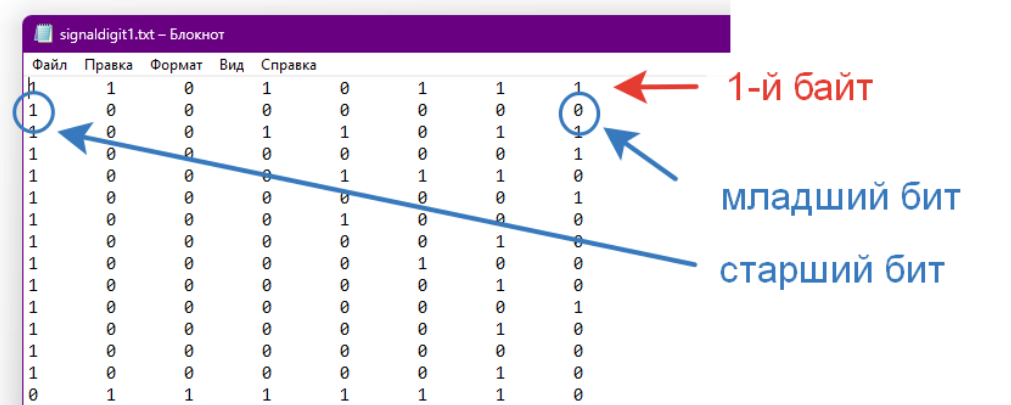 signaldigit1.txt – Блокнот
Файл Правка Формат Вид Справка
1 1 0 1 0 1 1 1
1-й байт
1 0 0 0 0 0 0 0
1 0 0 1 1 0 1 1
1 0 0 0 0 0 0 1
1 0 0 0 1 1 1 0
1 0 0 0 0 0 0 1
младший бит
1 0 0 0 1 0 0 0
1 0 0 0 0 0 1 0
1 0 0 0 0 1 0 0
старший бит
1 0 0 0 0 0 1 0
1 0 0 0 0 0 0 1
1 0 0 0 0 0 1 0
1 0 0 0 0 0 0 0
1 0 0 0 0 0 1 0
0 1 1 1 1 1 1 0